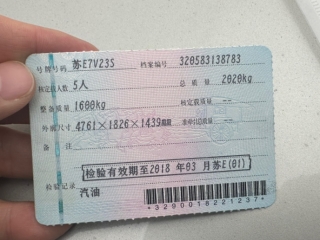 号牌号码 苏E7V23S 档案编号 320583138783
核定载人数 5人 总质量 2020kg
整备质量 1600kg 核定载质量 --
外廓尺寸 4761×1826×1439mm 准牵引总质量 --
备注
检验有效期至2018年03月苏E(01)
检验记录 汽油
*3290018221237*